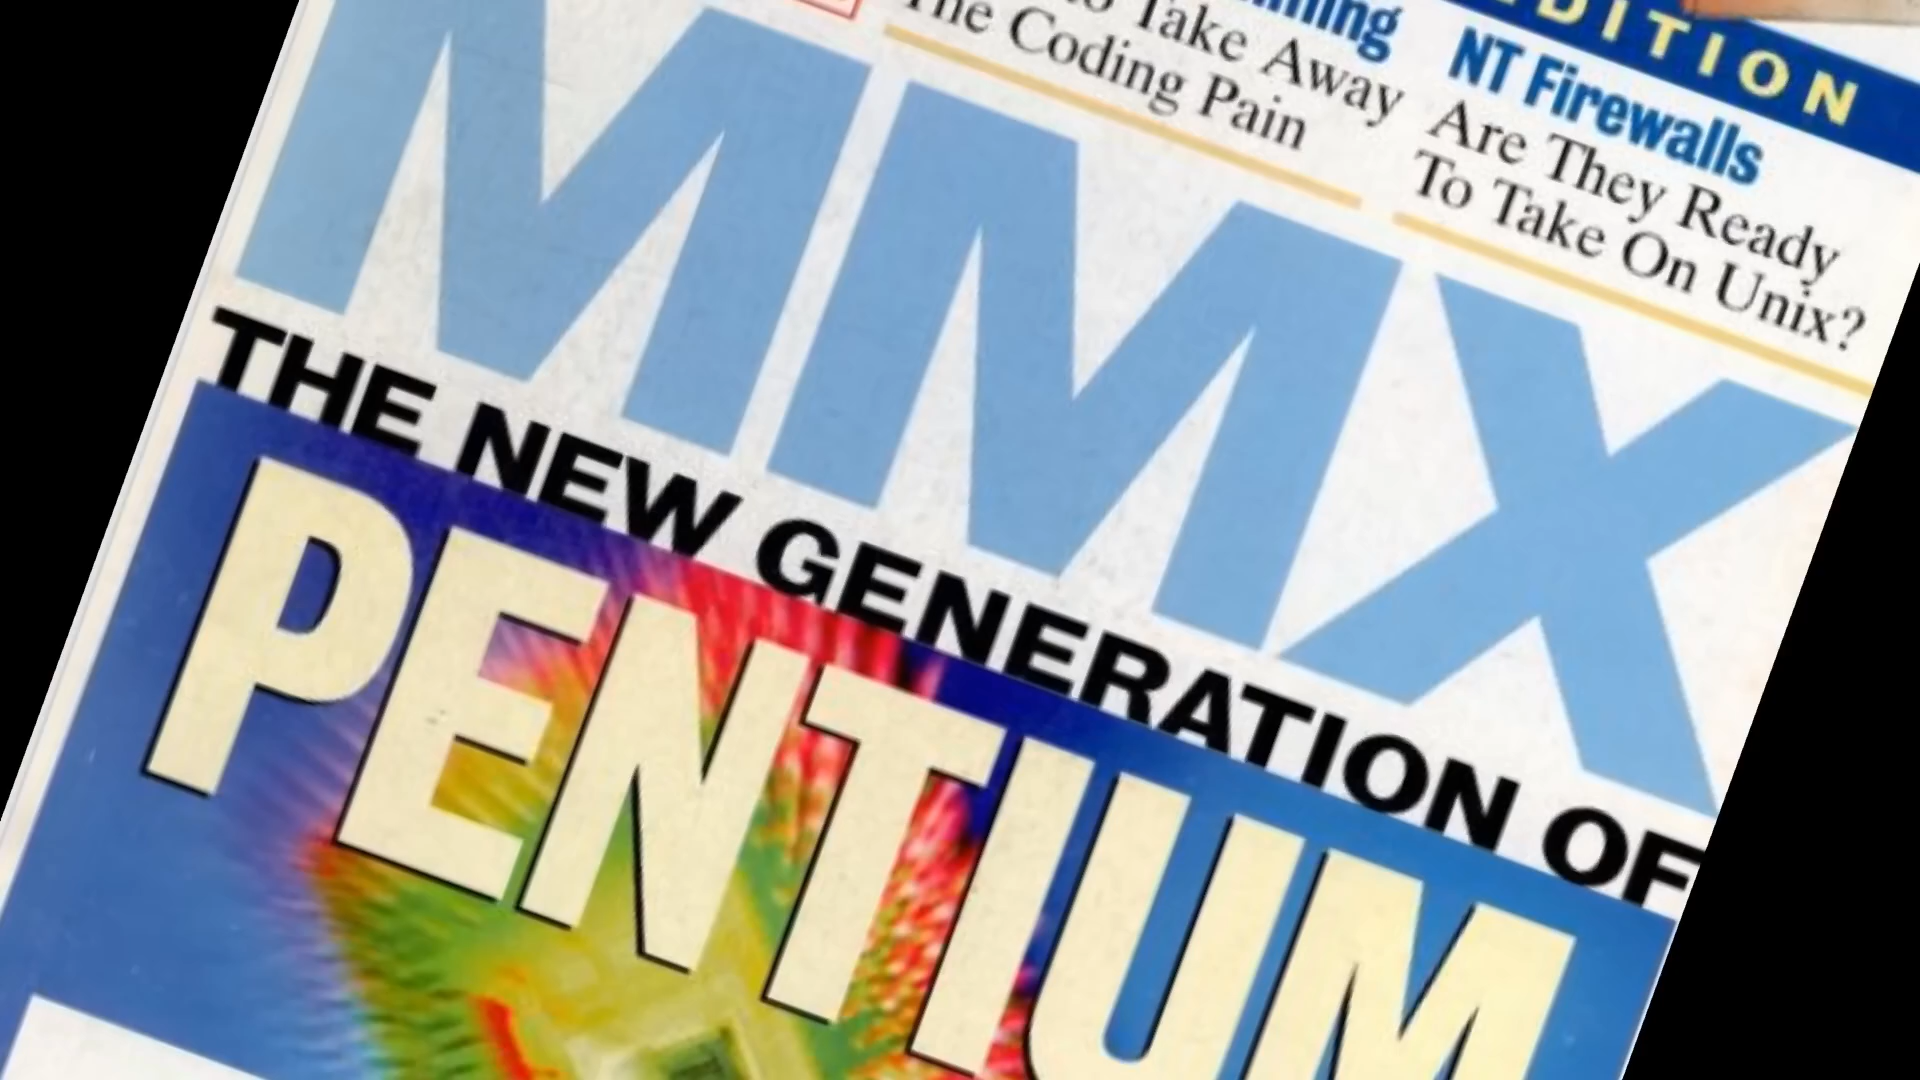 Take Away
The Coding Pain
EDITION
NT Firewalls
Are They Ready
To Take On Unix?
MMX
THE NEW GENERATION OF
PENTIUM